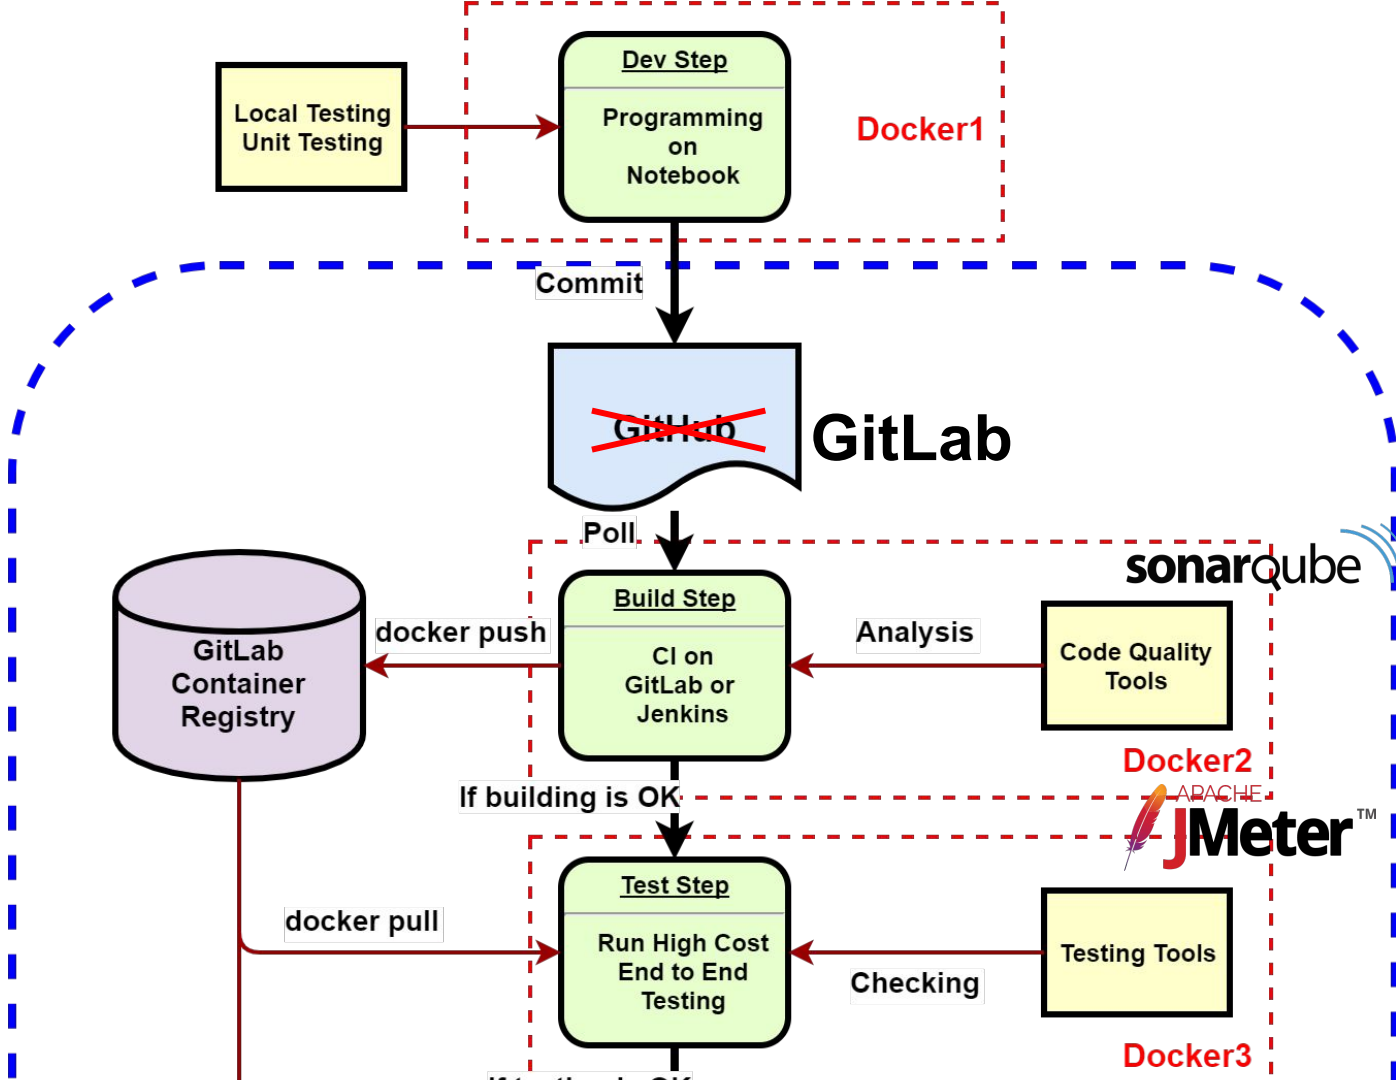 Dev Step
Local Testing
Unit Testing
Programming
on
Notebook
Docker1
Commit
GitHub
GitLab
Poll
sonarqube
Build Step
docker push
Analysis
GitLab
Container
Registry
CI on
GitLab or
Jenkins
Code Quality
Tools
Docker2
If building is OK
APACHE
JMeter™
Test Step
docker pull
Run High Cost
End to End
Testing
Testing Tools
Checking
Docker3